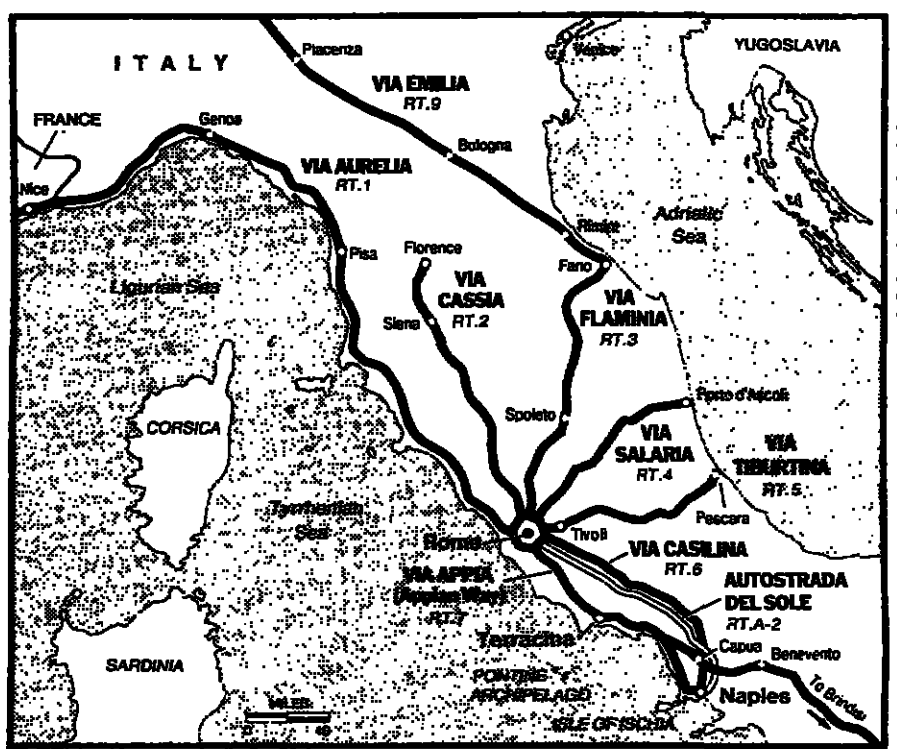 Piacenza
Venice
YUGOSLAVIA
ITALY
VIA EMILIA
RT.9
FRANCE
Genoa
Bologna
VIA AURELIA
RT.1
Nice
Rimini
Adriatic
Sea
Florence
Pisa
Fano
Ligurian Sea
VIA
CASSIA
RT.2
VIA
FLAMINIA
RT.3
Siena
Spoleto
Porto d'Ascoli
CORSICA
VIA
SALARIA
RT.4
VIA
TIBURTINA
RT.5
Tyrrhenian
Sea
Pescara
Rome
Tivoli
VIA CASILINA
RT.6
VIA APPIA
(Appian Way)
RT.7
AUTOSTRADA
DEL SOLE
RT.A-2
Terracina
Capua
Benevento
SARDINIA
PONTINE
ARCHIPELAGO
Naples
To Brindisi
MILES
0 40
ISLE OF ISCHIA